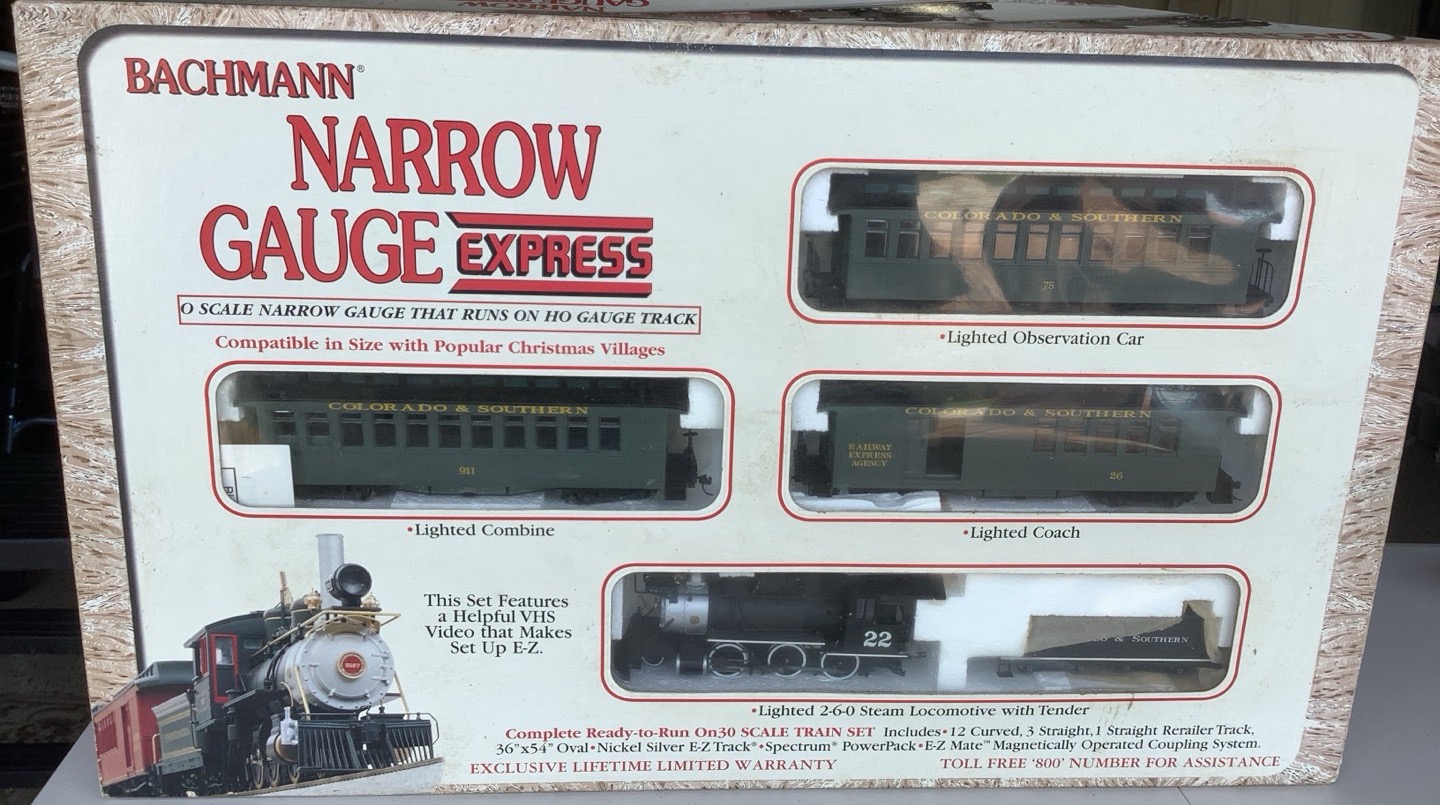 BACHMANN®
NARROW
GAUGE EXPRESS
O SCALE NARROW GAUGE THAT RUNS ON HO GAUGE TRACK
Compatible in Size with Popular Christmas Villages
COLORADO & SOUTHERN
75
•Lighted Observation Car
COLORADO & SOUTHERN
911
•Lighted Combine
COLORADO & SOUTHERN
RAILWAY
EXPRESS
AGENCY
26
•Lighted Coach
This Set Features
a Helpful VHS
Video that Makes
Set Up E-Z.
22
& SOUTHERN
•Lighted 2-6-0 Steam Locomotive with Tender
Complete Ready-to-Run On30 SCALE TRAIN SET Includes•12 Curved, 3 Straight, 1 Straight Rerailer Track,
36"x54" Oval•Nickel Silver E-Z Track®•Spectrum® PowerPack•E-Z Mate™ Magnetically Operated Coupling System.
EXCLUSIVE LIFETIME LIMITED WARRANTY TOLL FREE '800' NUMBER FOR ASSISTANCE